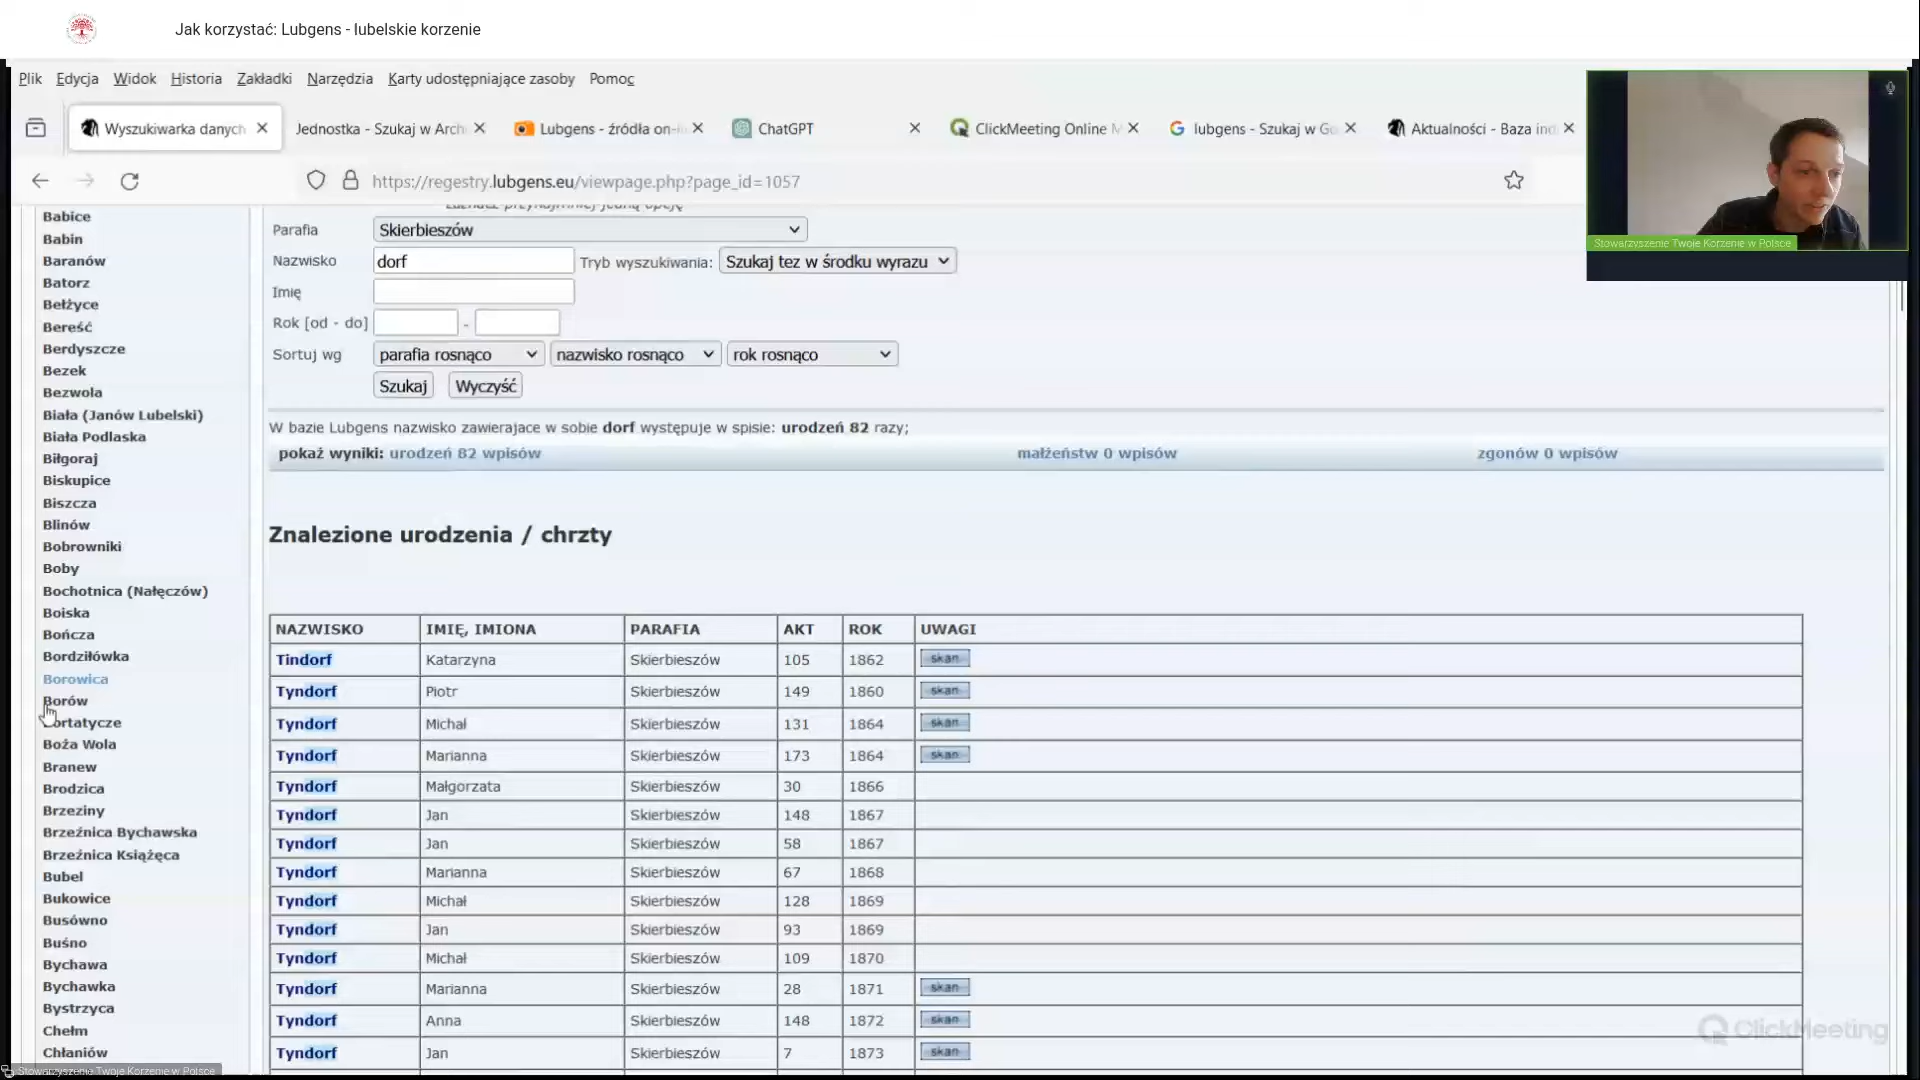 Jak korzystać: Lubgens - lubelskie korzenie
Plik Edycja Widok Historia Zakładki Narzędzia Karty udostępniające zasoby Pomoc
Wyszukiwarka danych
Jednostka - Szukaj w Arch
Lubgens - źródła on-li
ChatGPT
ClickMeeting Online M
lubgens - Szukaj w Go
Aktualności - Baza ind
https://regestry.lubgens.eu/viewpage.php?page_id=1057
Stowarzyszenie Twoje Korzenie w Polsce
Babice
Babin
Baranów
Batorz
Bełżyce
Bereść
Berdyszcze
Bezek
Bezwola
Biała (Janów Lubelski)
Biała Podlaska
Biłgoraj
Biskupice
Biszcza
Blinów
Bobrowniki
Boby
Bochotnica (Nałęczów)
Boiska
Bończa
Bordziłówka
Borowica
Borów
Bortatycze
Boża Wola
Branew
Brodzica
Brzeziny
Brzeźnica Bychawska
Brzeźnica Książęca
Bubel
Bukowice
Busówno
Buśno
Bychawa
Bychawka
Bystrzyca
Chełm
Chłaniów
zaznacz przynajmniej jedną opcję
Parafia Skierbieszów
Nazwisko dorf Tryb wyszukiwania: Szukaj tez w środku wyrazu
Imię
Rok [od - do] -
Sortuj wg parafia rosnąco nazwisko rosnąco rok rosnąco
Szukaj Wyczyść
W bazie Lubgens nazwisko zawierajace w sobie dorf występuje w spisie: urodzeń 82 razy;
pokaż wyniki: urodzeń 82 wpisów małżeństw 0 wpisów zgonów 0 wpisów
Znalezione urodzenia / chrzty
NAZWISKO IMIĘ, IMIONA PARAFIA AKT ROK UWAGI
Tindorf Katarzyna Skierbieszów 105 1862 skan
Tyndorf Piotr Skierbieszów 149 1860 skan
Tyndorf Michał Skierbieszów 131 1864 skan
Tyndorf Marianna Skierbieszów 173 1864 skan
Tyndorf Małgorzata Skierbieszów 30 1866
Tyndorf Jan Skierbieszów 148 1867
Tyndorf Jan Skierbieszów 58 1867
Tyndorf Marianna Skierbieszów 67 1868
Tyndorf Michał Skierbieszów 128 1869
Tyndorf Jan Skierbieszów 93 1869
Tyndorf Michał Skierbieszów 109 1870
Tyndorf Marianna Skierbieszów 28 1871 skan
Tyndorf Anna Skierbieszów 148 1872 skan
Tyndorf Jan Skierbieszów 7 1873 skan
ClickMeeting
Stowarzyszenie Twoje Korzenie w Polsce